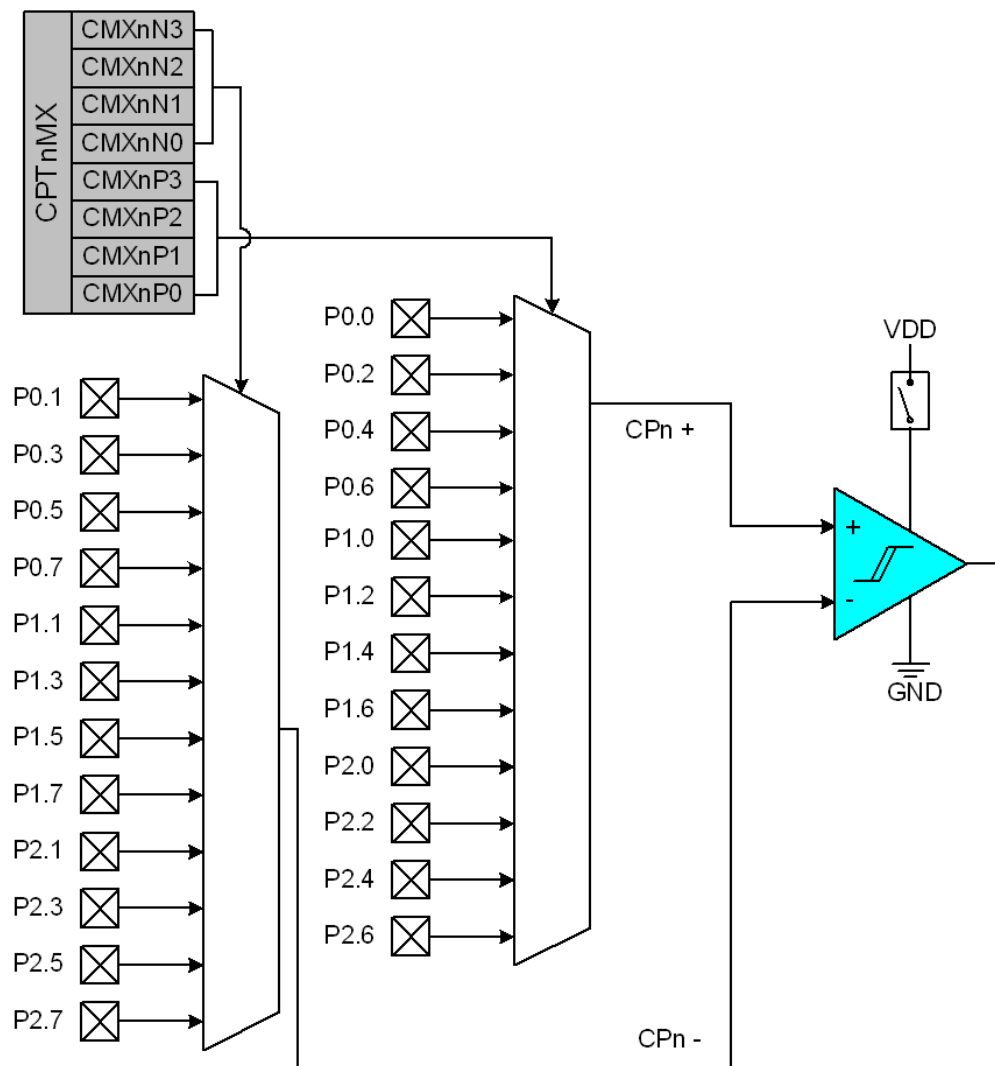 CPTnMX
CMXnN3
CMXnN2
CMXnN1
CMXnN0
CMXnP3
CMXnP2
CMXnP1
CMXnP0
P0.1
P0.3
P0.5
P0.7
P1.1
P1.3
P1.5
P1.7
P2.1
P2.3
P2.5
P2.7
P0.0
P0.2
P0.4
P0.6
P1.0
P1.2
P1.4
P1.6
P2.0
P2.2
P2.4
P2.6
CPn +
CPn -
VDD
+
-
GND